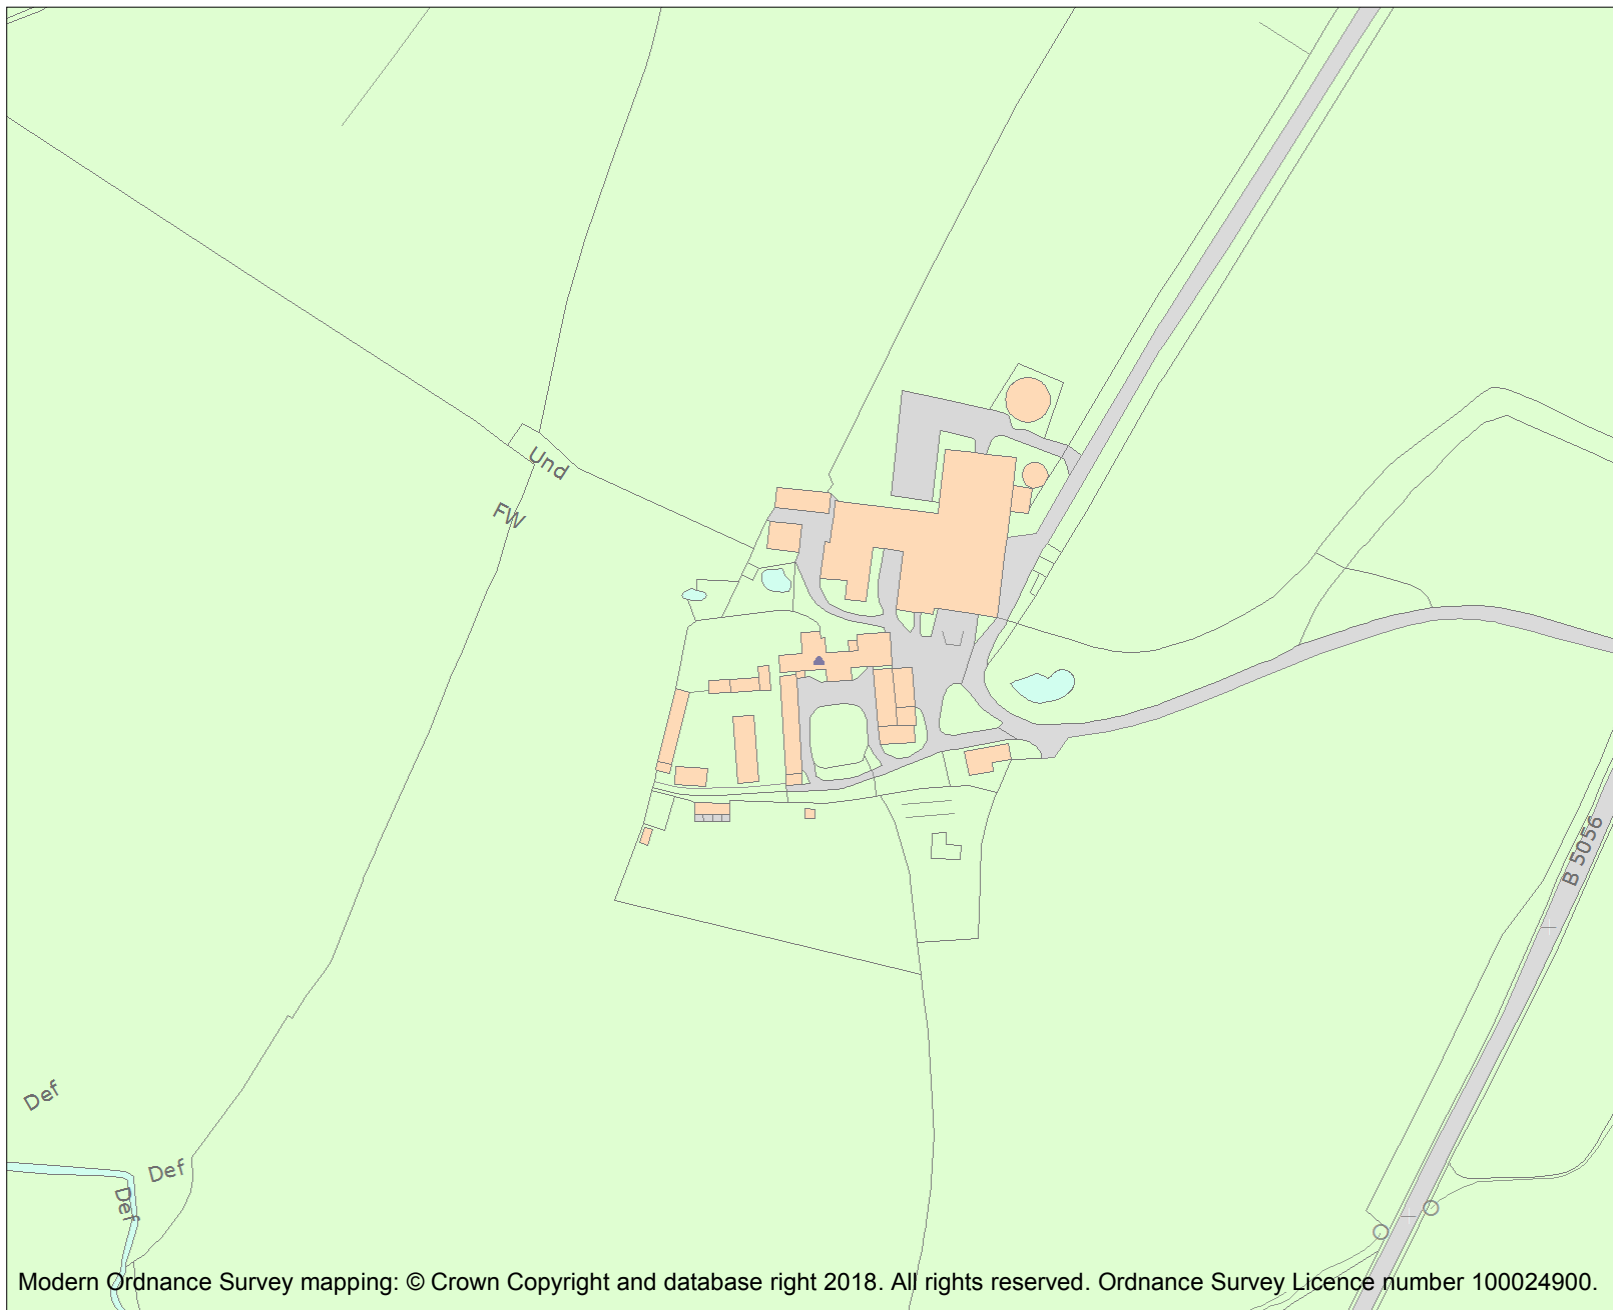 Und
FW
B 5056
Def
Def
Def
Modern Ordnance Survey mapping: © Crown Copyright and database right 2018. All rights reserved. Ordnance Survey Licence number 100024900.